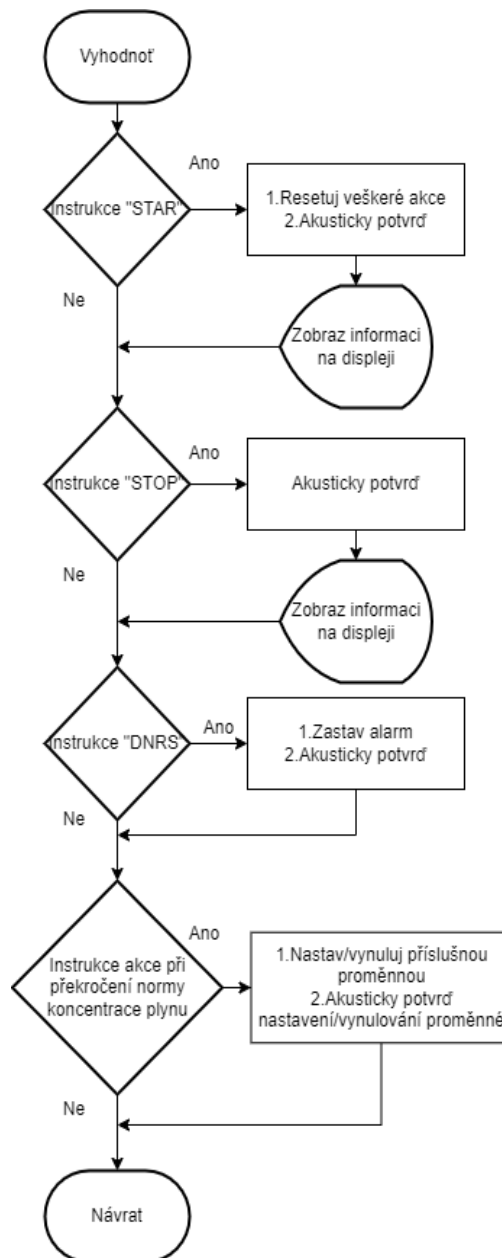 Vyhodnoť
Ano
Instrukce "STAR"
1.Resetuj veškeré akce
2.Akusticky potvrď
Ne
Zobraz informaci
na displeji
Ano
Instrukce "STOP"
Akusticky potvrď
Ne
Zobraz informaci
na displeji
Ano
Instrukce "DNRS"
1.Zastav alarm
2.Akusticky potvrď
Ne
Ano
Instrukce akce při
překročení normy
koncentrace plynu
1.Nastav/vynuluj příslušnou
proměnnou
2.Akusticky potvrď
nastavení/vynulování proměnné
Ne
Návrat